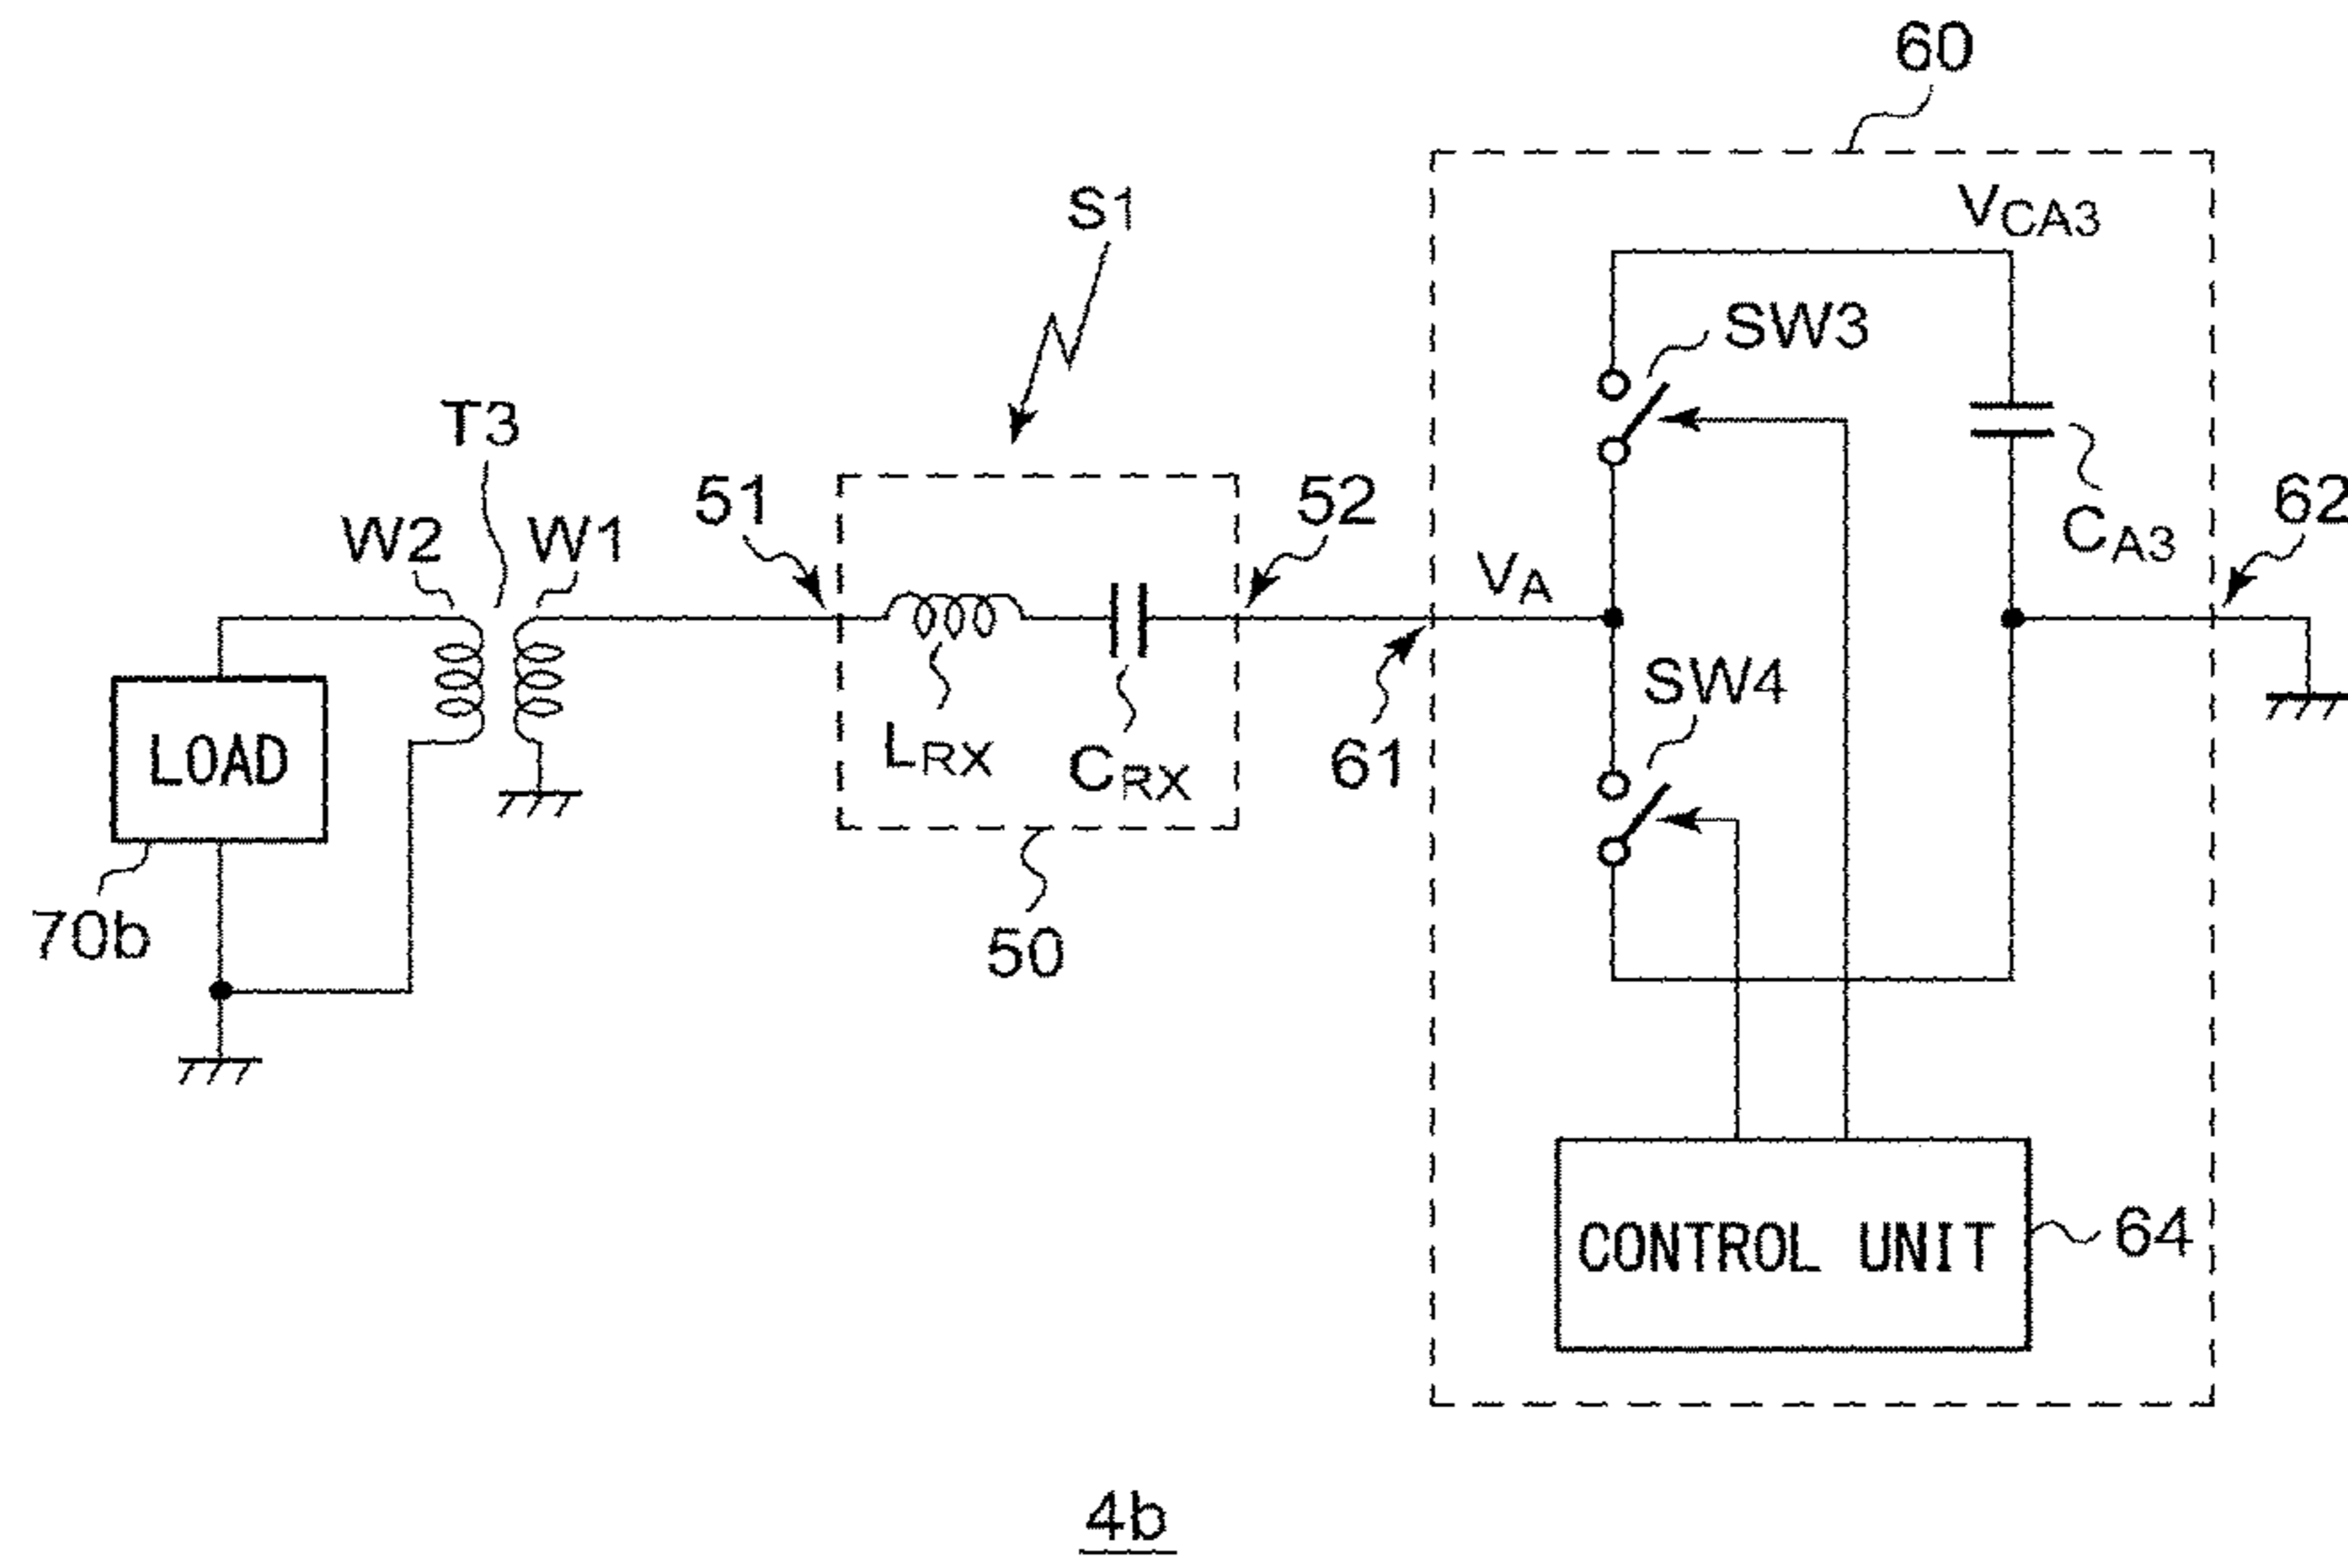 60
S1
VCA3
SW3
T3
51
52
62
W2
W1
CA3
VA
SW4
LOAD
LRX
CRX
61
70b
50
CONTROL UNIT
64
4b